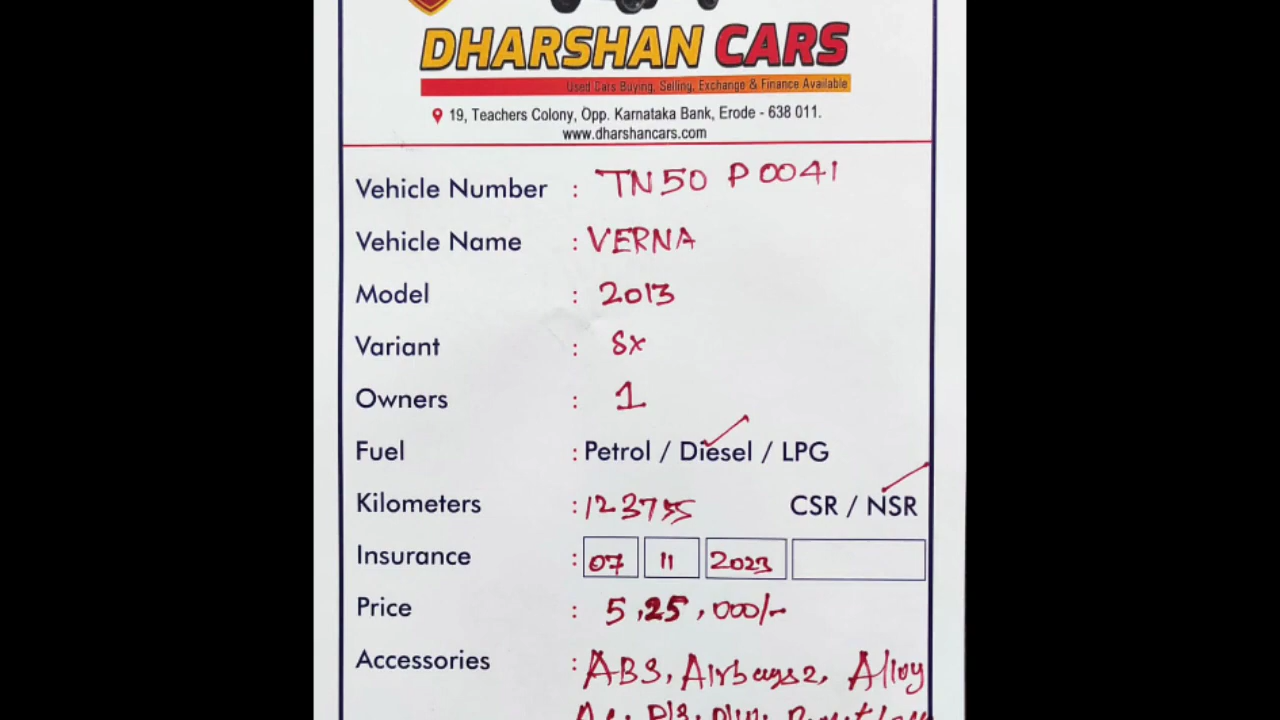 DHARSHAN CARS
Used Cars Buying, Selling, Exchange & Finance Available
19, Teachers Colony, Opp. Karnataka Bank, Erode - 638 011.
www.dharshancars.com
Vehicle Number : TN50 P 0041
Vehicle Name : VERNA
Model : 2013
Variant : SX
Owners : 1
Fuel : Petrol / Diesel / LPG
Kilometers : 123755 CSR / NSR
Insurance : 07 11 2023
Price : 5,25,000/-
Accessories : ABS, Airbags 2, Alloy